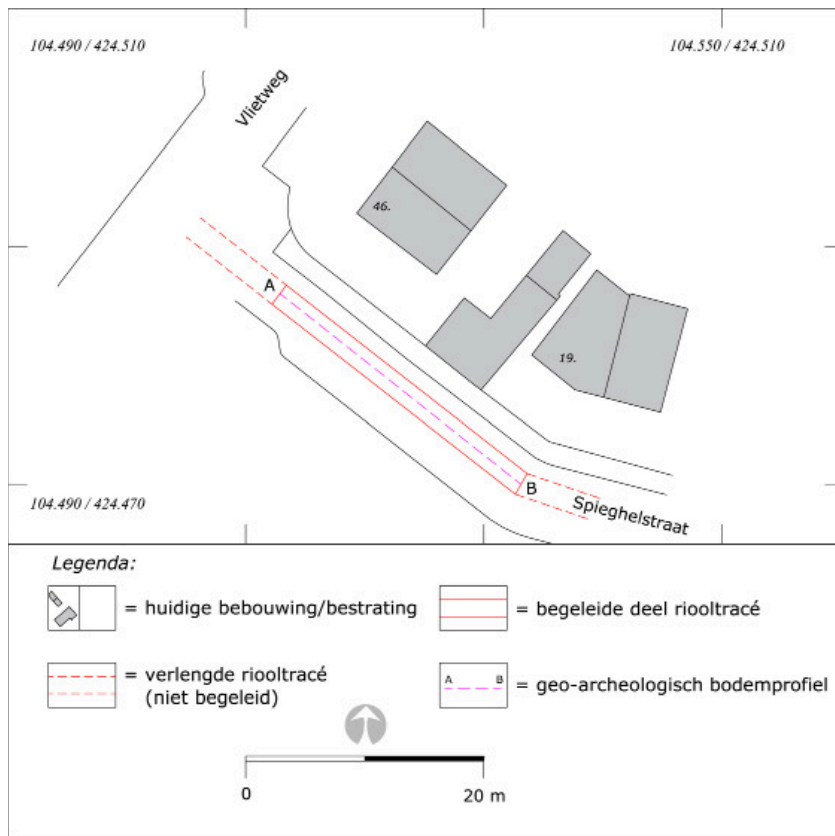 104.490 / 424.510
104.550 / 424.510
Vlietweg
46.
A
19.
B
104.490 / 424.470
Spieghelstraat
Legenda:
= huidige bebouwing/bestrating
= begeleide deel riooltracé
= verlengde riooltracé
(niet begeleid)
A B
= geo-archeologisch bodemprofiel
0
20 m